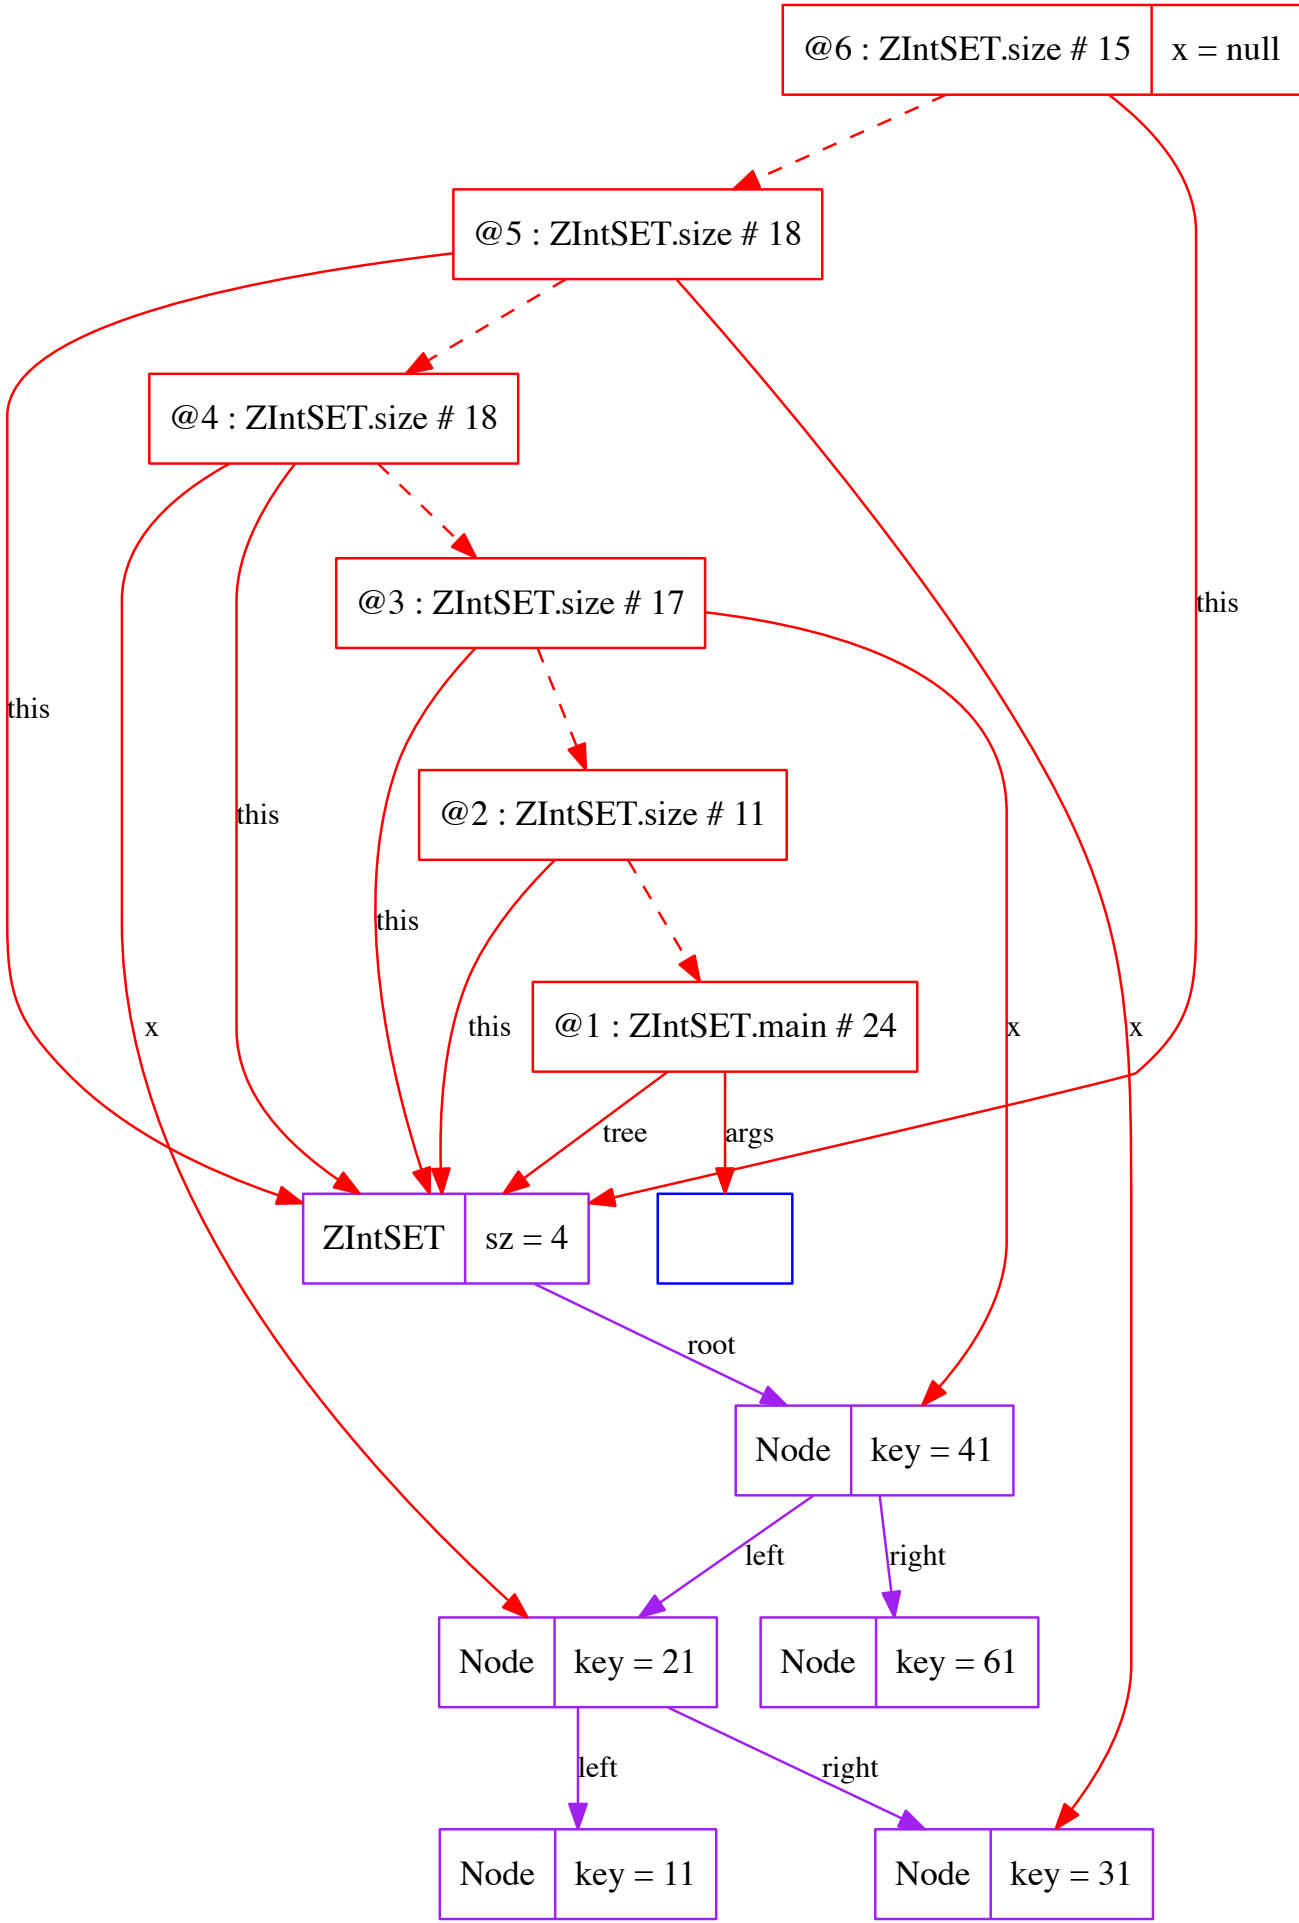 @6 : ZIntSET.size # 15 x = null
@5 : ZIntSET.size # 18
@4 : ZIntSET.size # 18
@3 : ZIntSET.size # 17
this
this
@2 : ZIntSET.size # 11
this
this
x
this
@1 : ZIntSET.main # 24
x
x
tree
args
ZIntSET sz = 4
root
Node key = 41
left
right
Node key = 21
Node key = 61
left
right
Node key = 11
Node key = 31